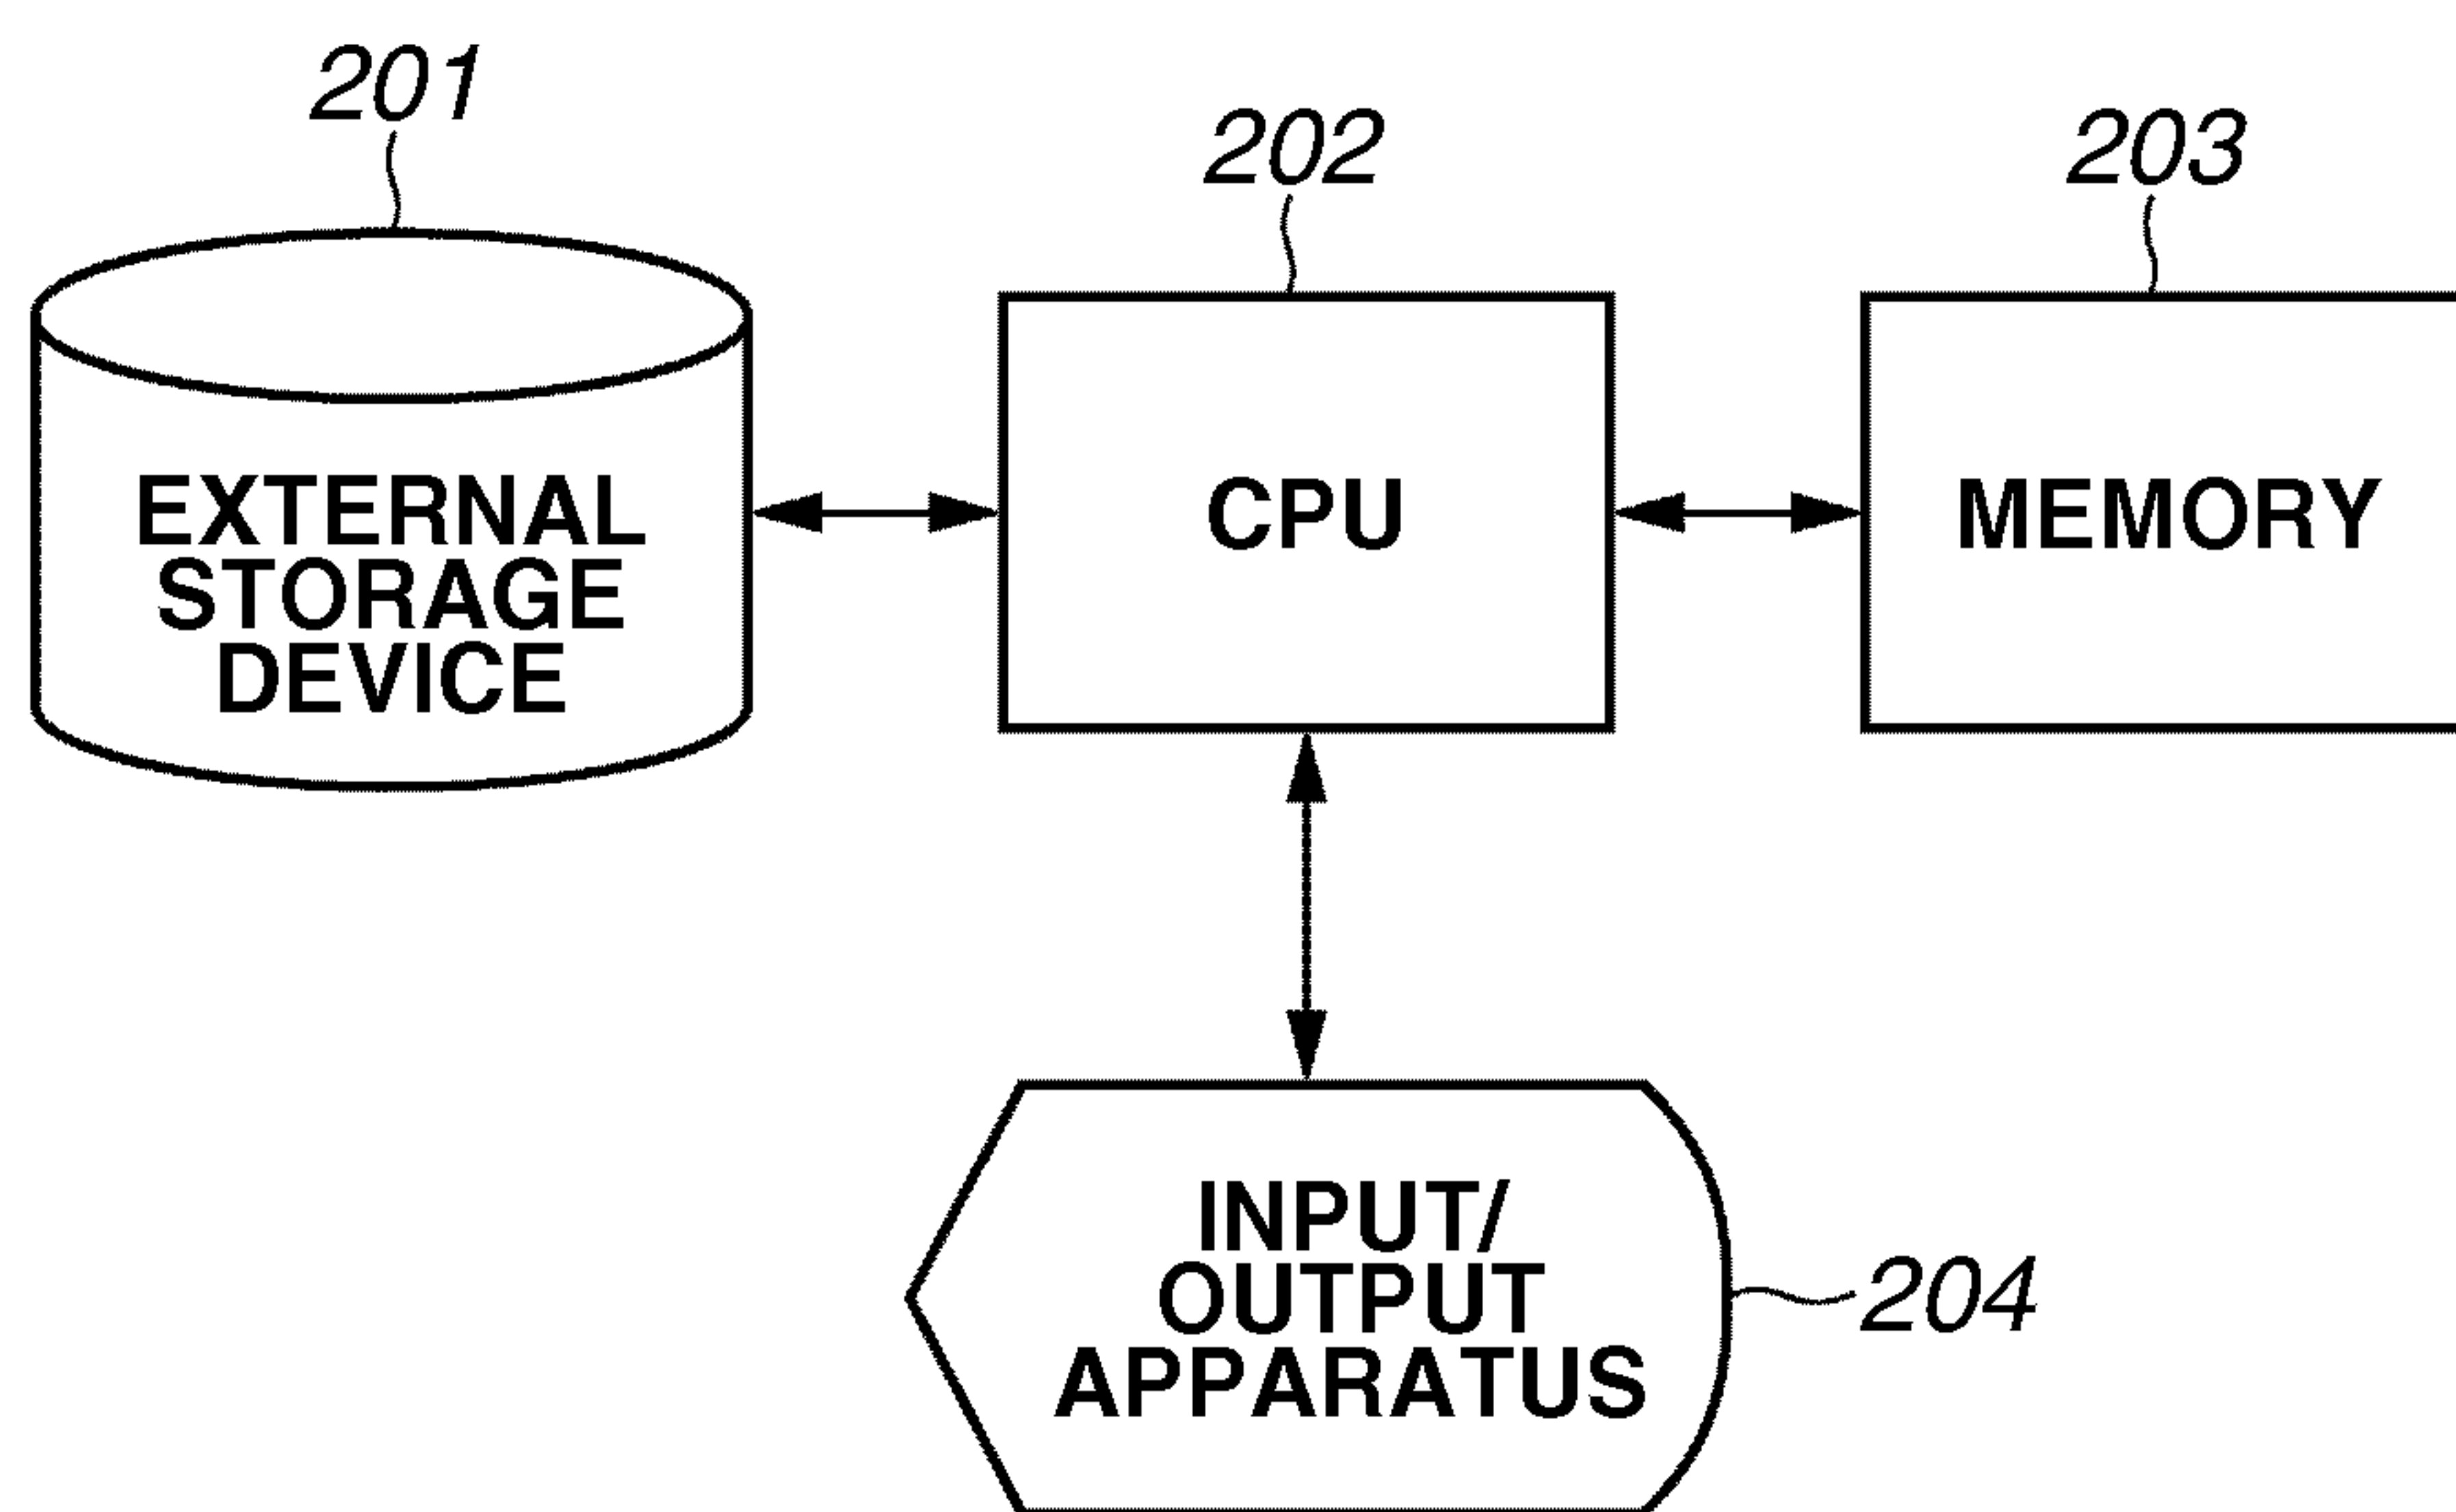 201
202
203
EXTERNAL
STORAGE
DEVICE
CPU
MEMORY
INPUT/
OUTPUT
APPARATUS
204